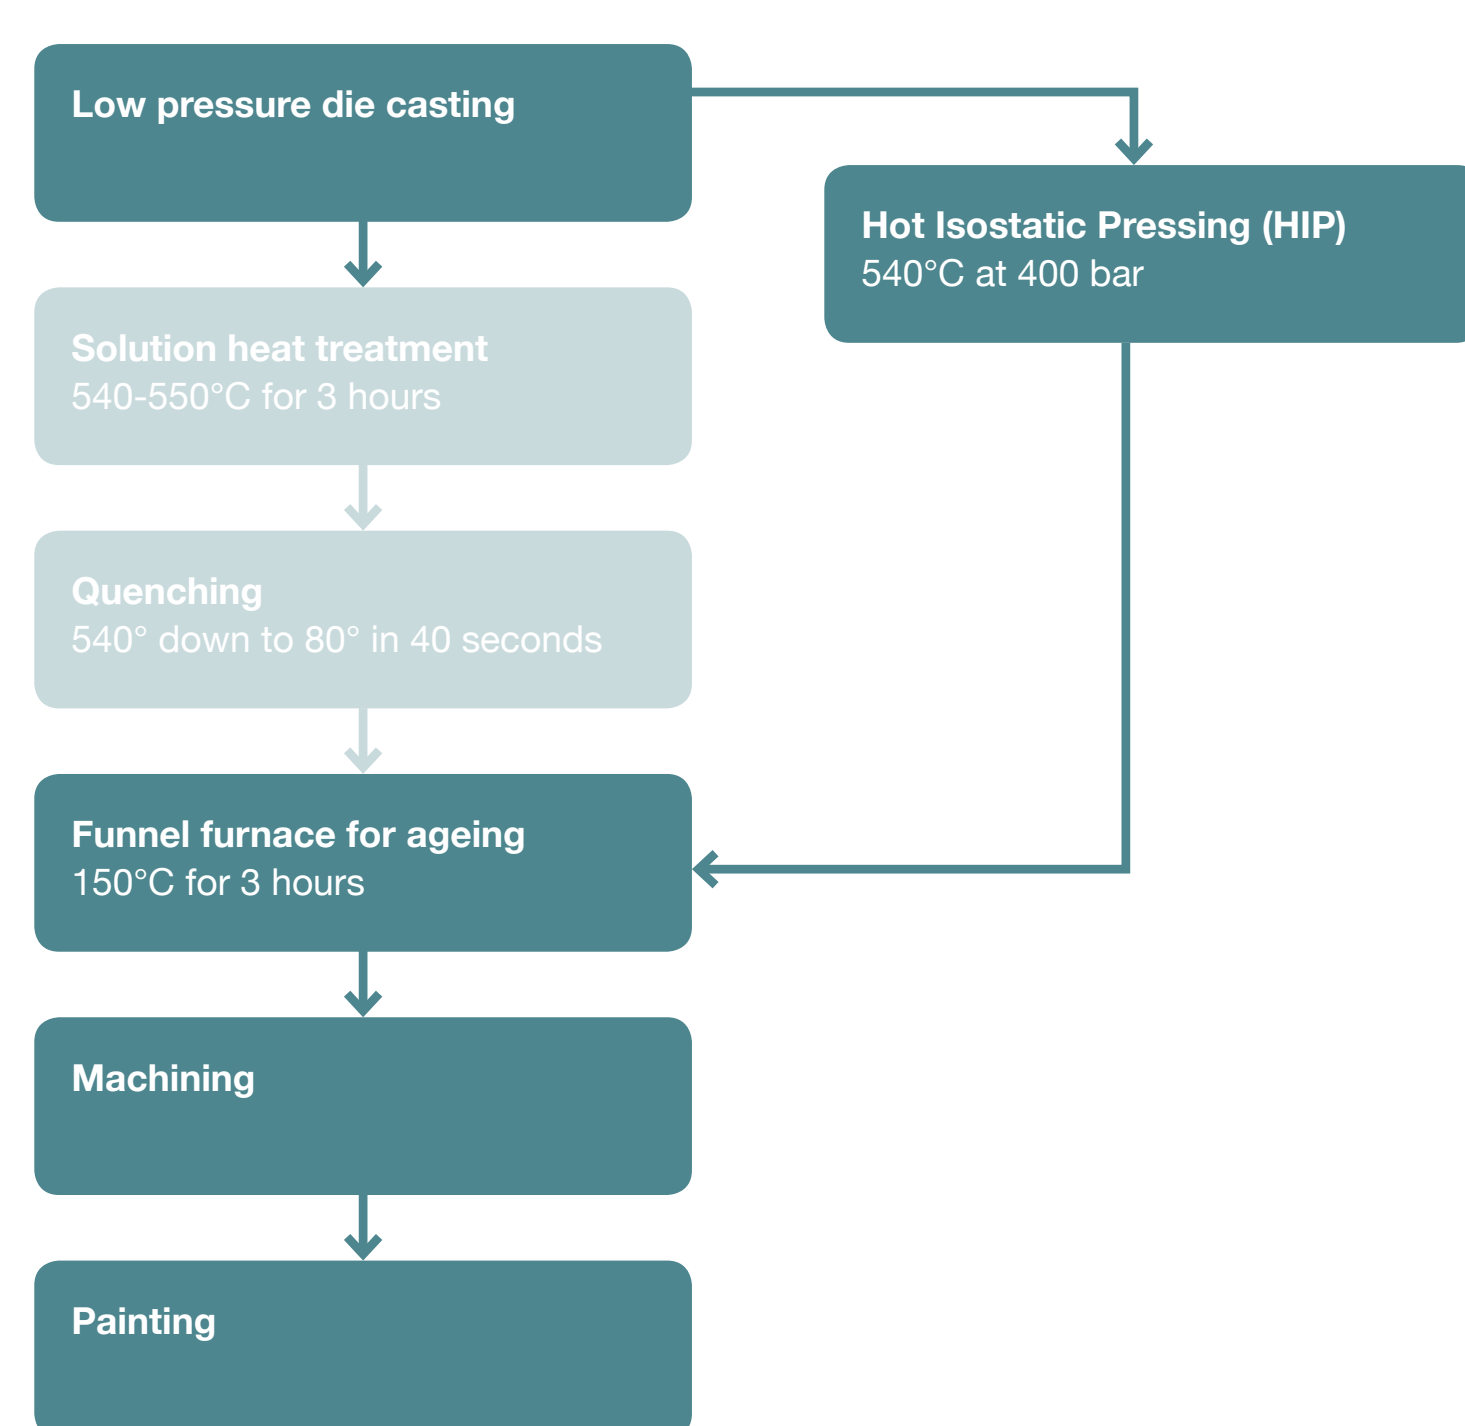 Low pressure die casting
Hot Isostatic Pressing (HIP)
540°C at 400 bar
Solution heat treatment
540-550°C for 3 hours
Quenching
540° down to 80° in 40 seconds
Funnel furnace for ageing
150°C for 3 hours
Machining
Painting